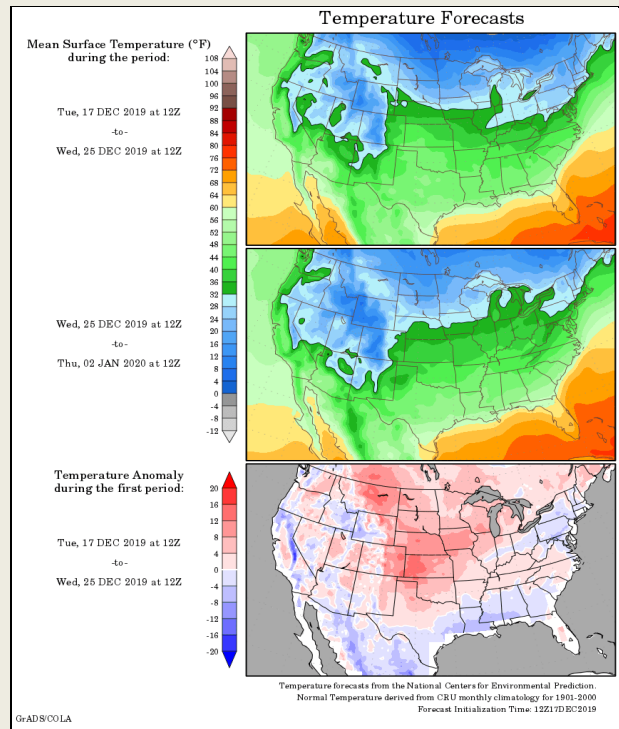 Temperature Forecasts
Mean Surface Temperature (°F)
during the period:
Tue, 17 DEC 2019 at 12Z
-to-
Wed, 25 DEC 2019 at 12Z
108
104
100
96
92
88
84
80
76
72
68
64
60
56
52
48
44
40
36
32
28
24
20
16
12
8
4
0
-4
-8
-12
Wed, 25 DEC 2019 at 12Z
-to-
Thu, 02 JAN 2020 at 12Z
Temperature Anomaly
during the first period:
Tue, 17 DEC 2019 at 12Z
-to-
Wed, 25 DEC 2019 at 12Z
20
16
12
8
4
0
-4
-8
-12
-16
-20
Temperature forecasts from the National Centers for Environmental Prediction.
Normal Temperature derived from CRU monthly climatology for 1901-2000
Forecast Initialization Time: 12Z17DEC2019
GrADS/COLA